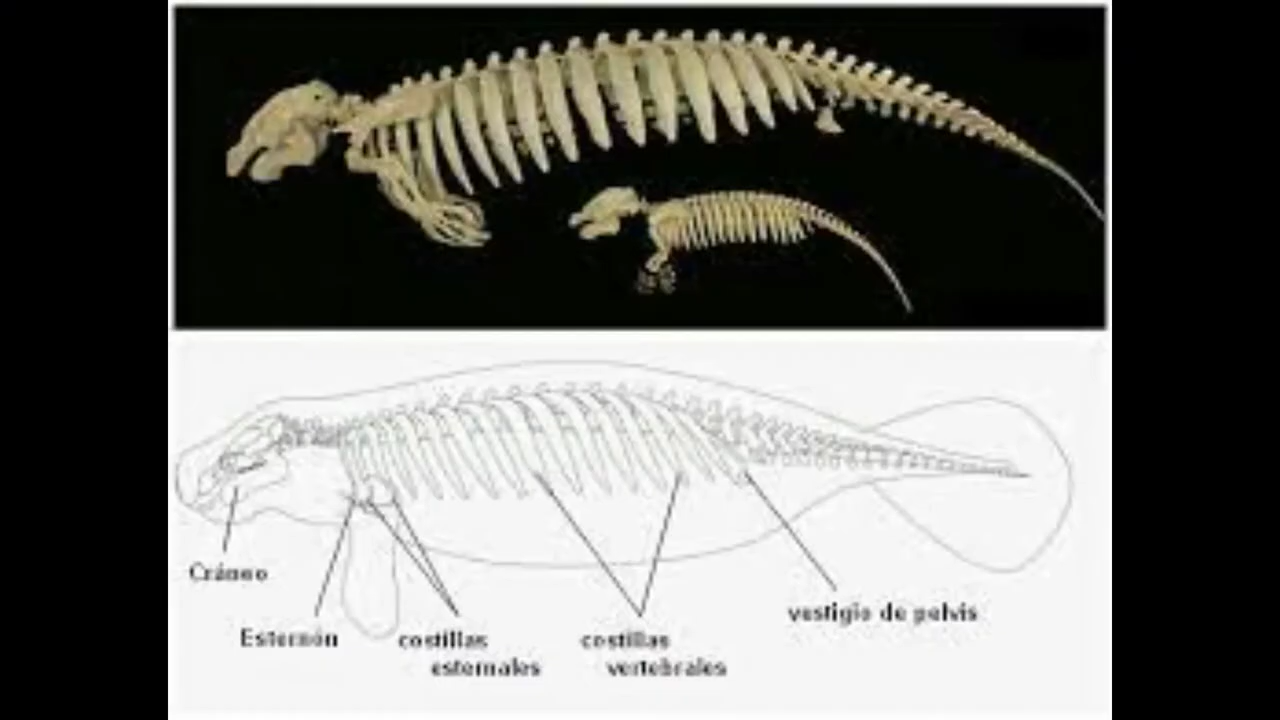 Cráneo
Esternón
costillas
esternales
costillas
vertebrales
vestigio de pelvis